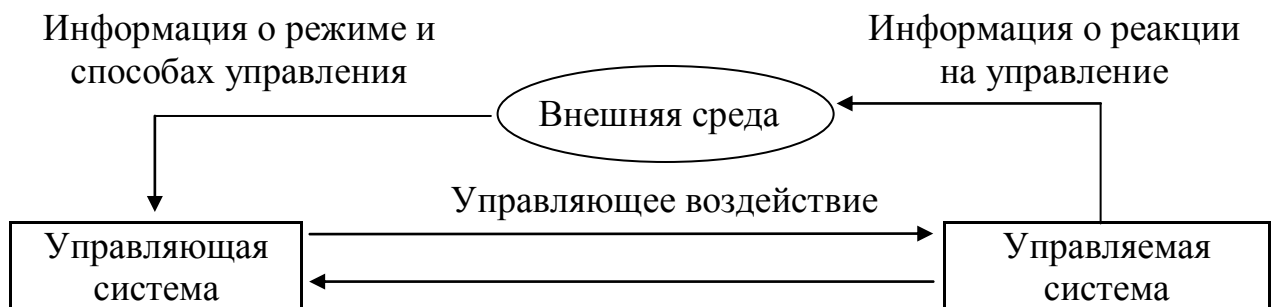 Информация о режиме и
способах управления
Информация о реакции
на управление
Внешняя среда
Управляющее воздействие
Управляющая
система
Управляемая
система